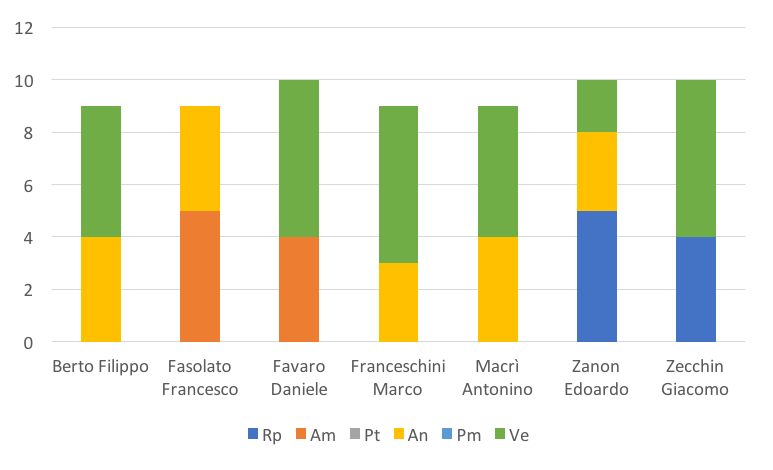 12
10
8
6
4
2
0
Berto Filippo
Fasolato
Francesco
Favaro
Daniele
Franceschini
Marco
Macrì
Antonino
Zanon
Edoardo
Zecchin
Giacomo
Rp Am Pt An Pm Ve